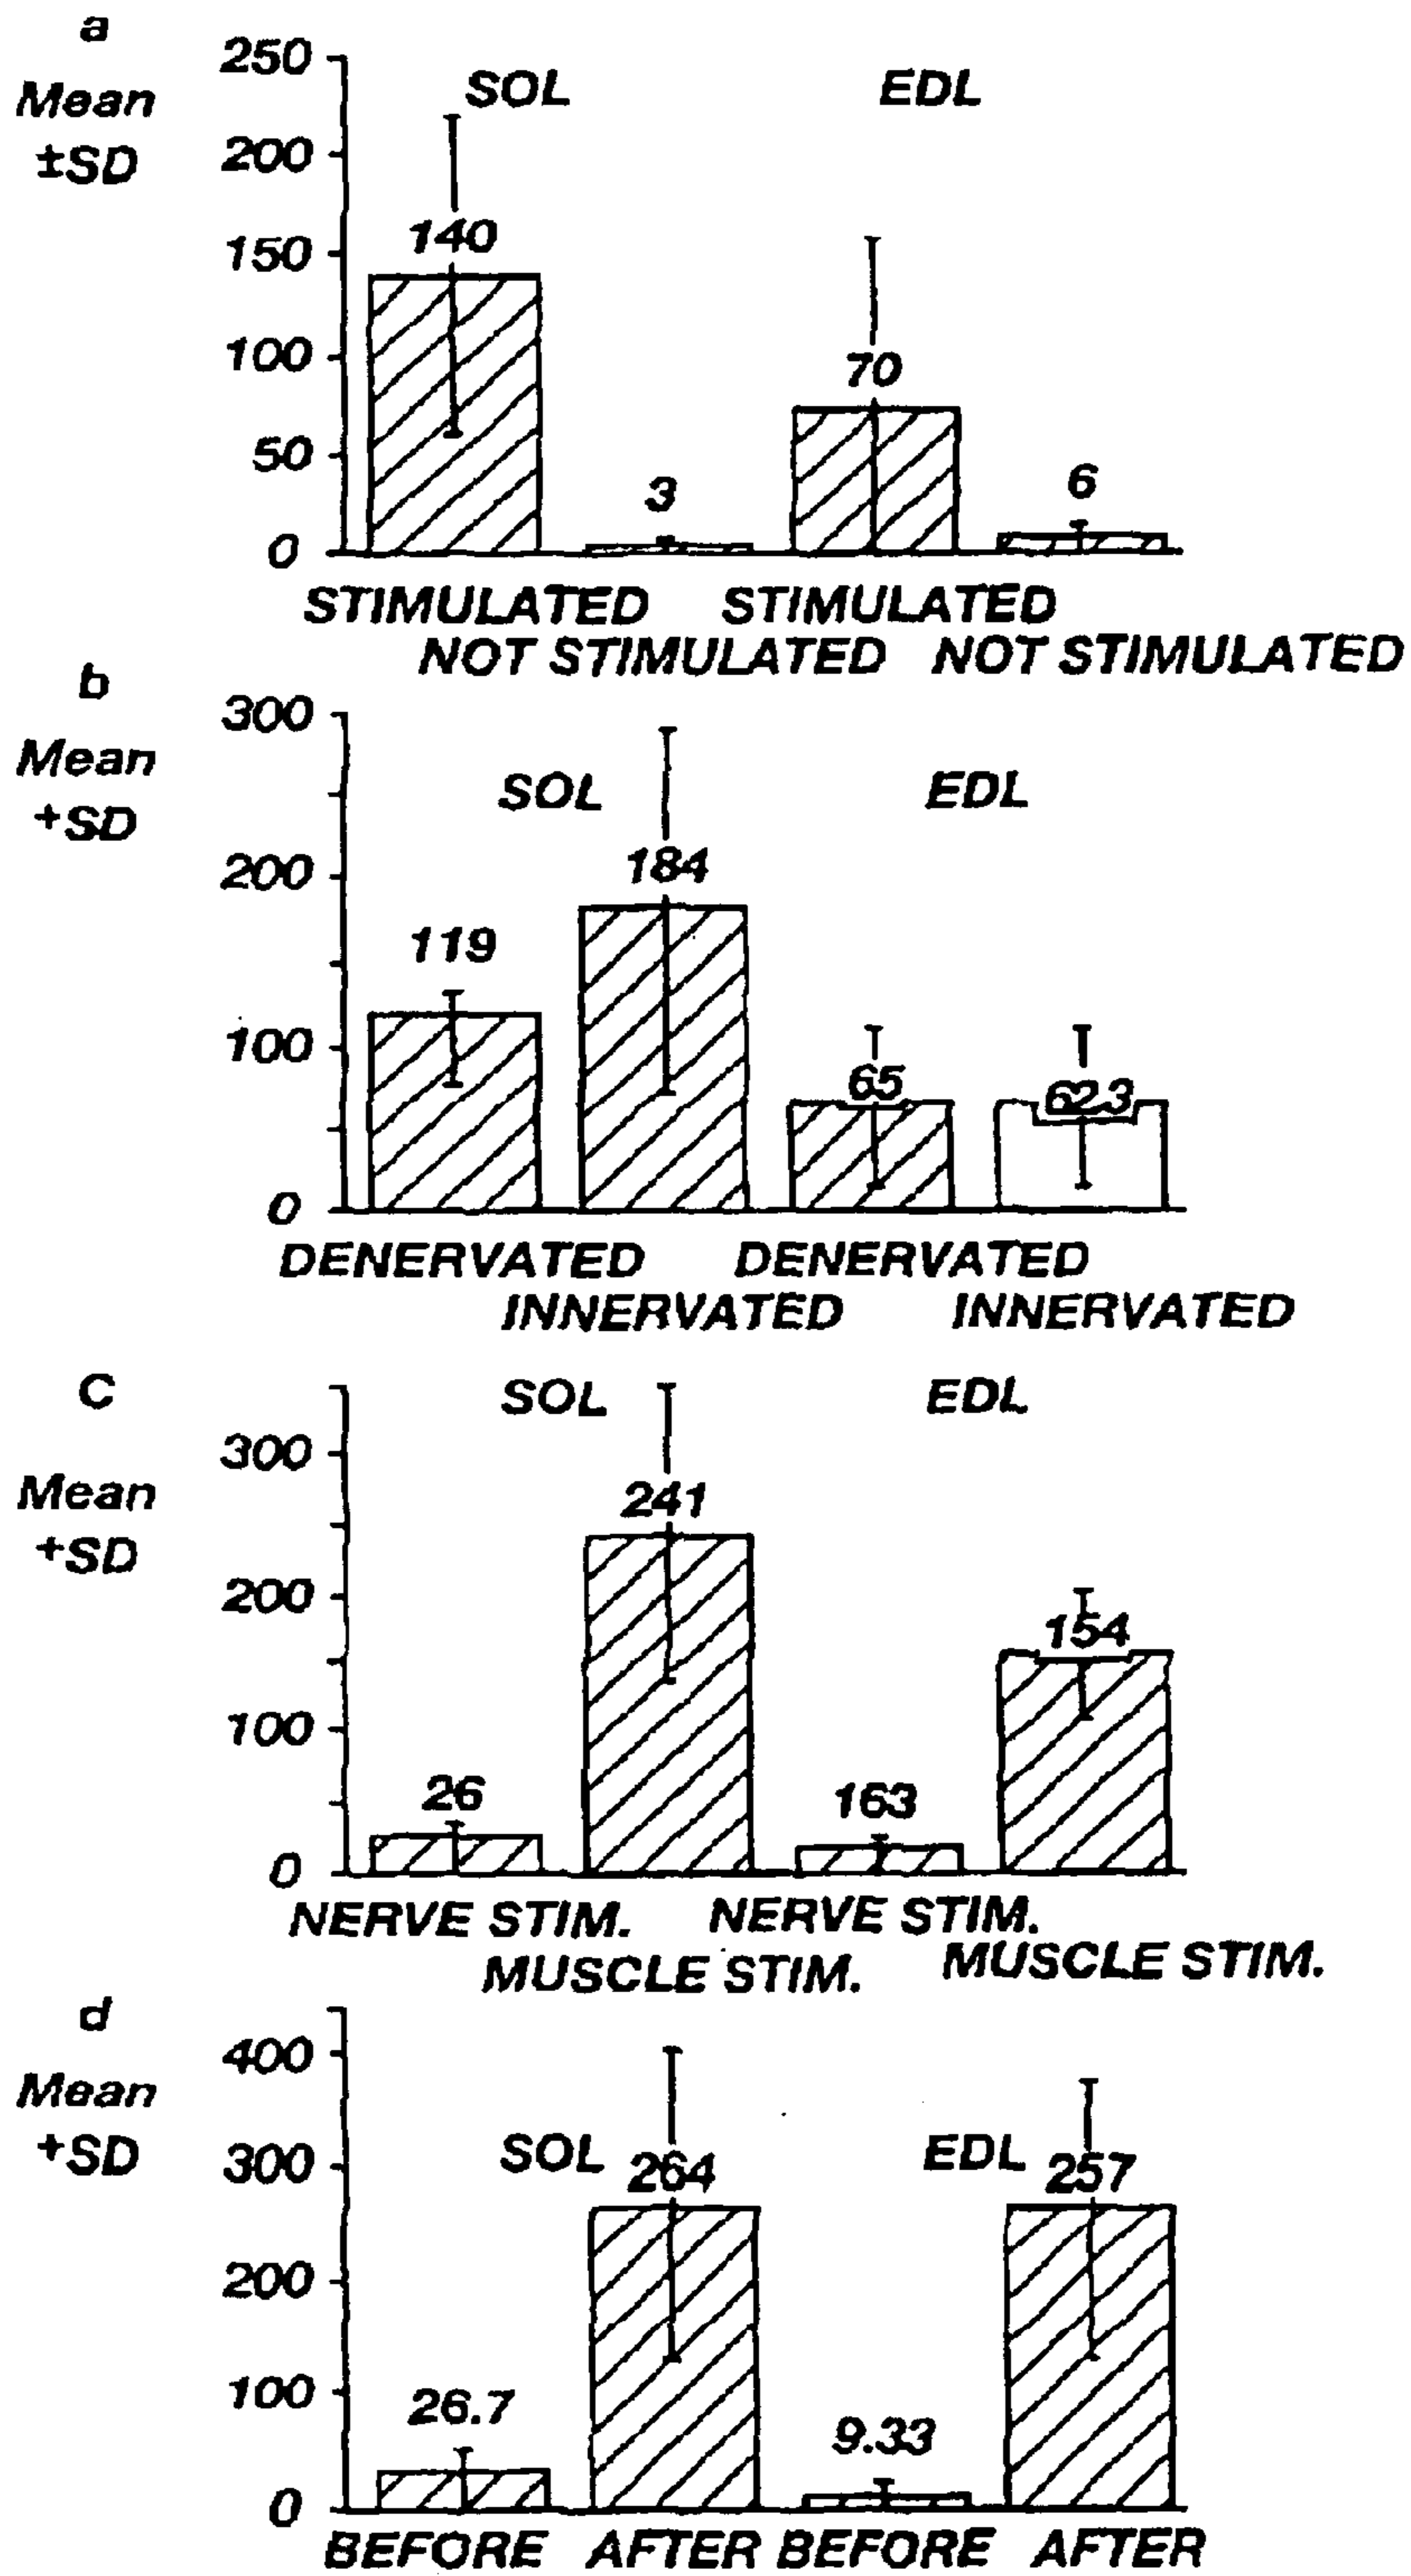 a
Mean
±SD
250
200
150
100
50
0
SOL EDL
140
3
70
6
STIMULATED STIMULATED
NOT STIMULATED NOT STIMULATED
b
Mean
+SD
300
200
100
0
SOL EDL
119
184
65
62.3
DENERVATED DENERVATED
INNERVATED INNERVATED
C
Mean
+SD
300
200
100
0
SOL EDL
26
241
163
154
NERVE STIM. NERVE STIM.
MUSCLE STIM. MUSCLE STIM.
d
Mean
+SD
400
300
200
100
0
SOL EDL
26.7
264
9.33
257
BEFORE AFTER BEFORE AFTER